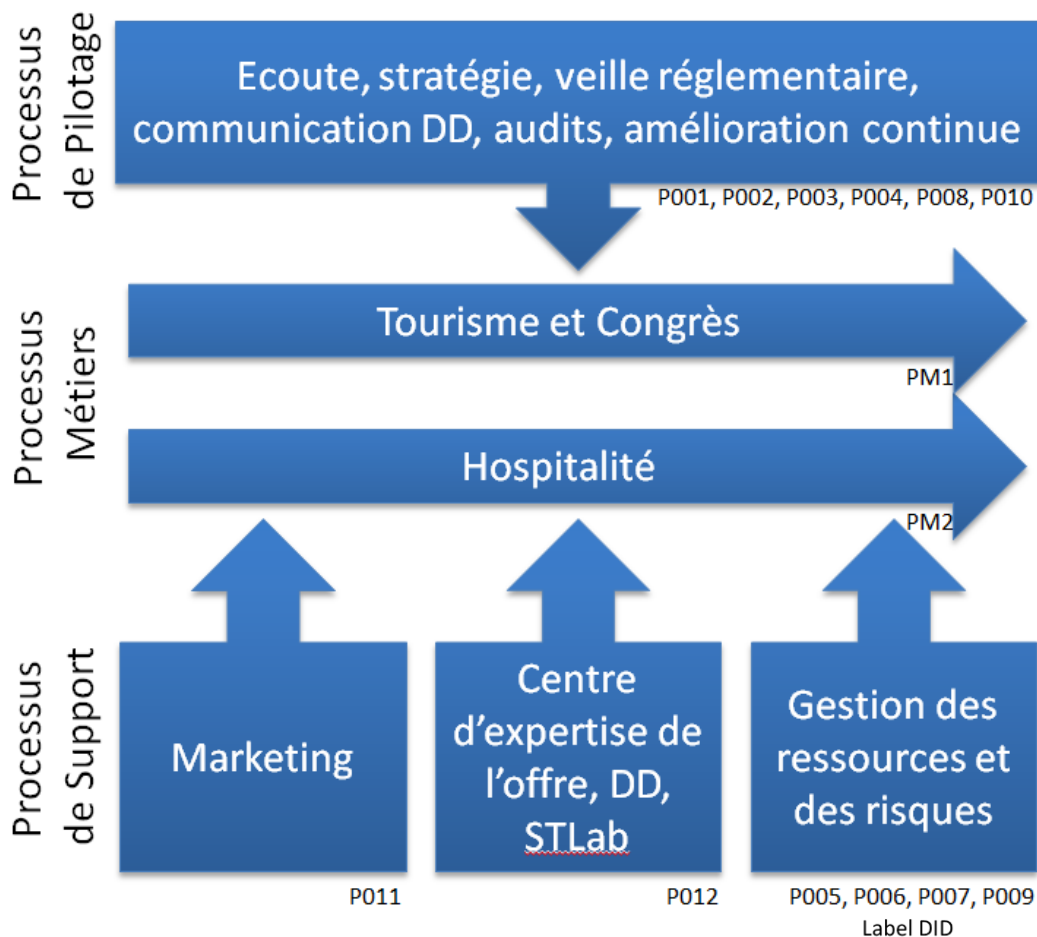 Processus
de Pilotage
Ecoute, stratégie, veille réglementaire,
communication DD, audits, amélioration continue
P001, P002, P003, P004, P008, P010
Processus
Métiers
Tourisme et Congrès
PM1
Hospitalité
PM2
Processus
de Support
Marketing
P011
Centre
d’expertise de
l’offre, DD,
STLab
P012
Gestion des
ressources et
des risques
P005, P006, P007, P009
Label DID